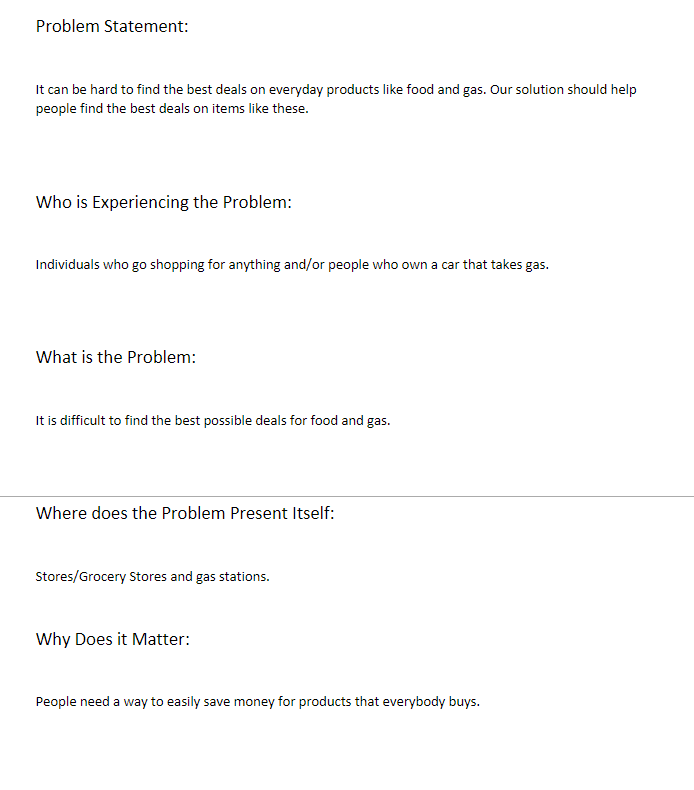 Problem Statement:
It can be hard to find the best deals on everyday products like food and gas. Our solution should help
people find the best deals on items like these.
Who is Experiencing the Problem:
Individuals who go shopping for anything and/or people who own a car that takes gas.
What is the Problem:
It is difficult to find the best possible deals for food and gas.
Where does the Problem Present Itself:
Stores/Grocery Stores and gas stations.
Why Does it Matter:
People need a way to easily save money for products that everybody buys.